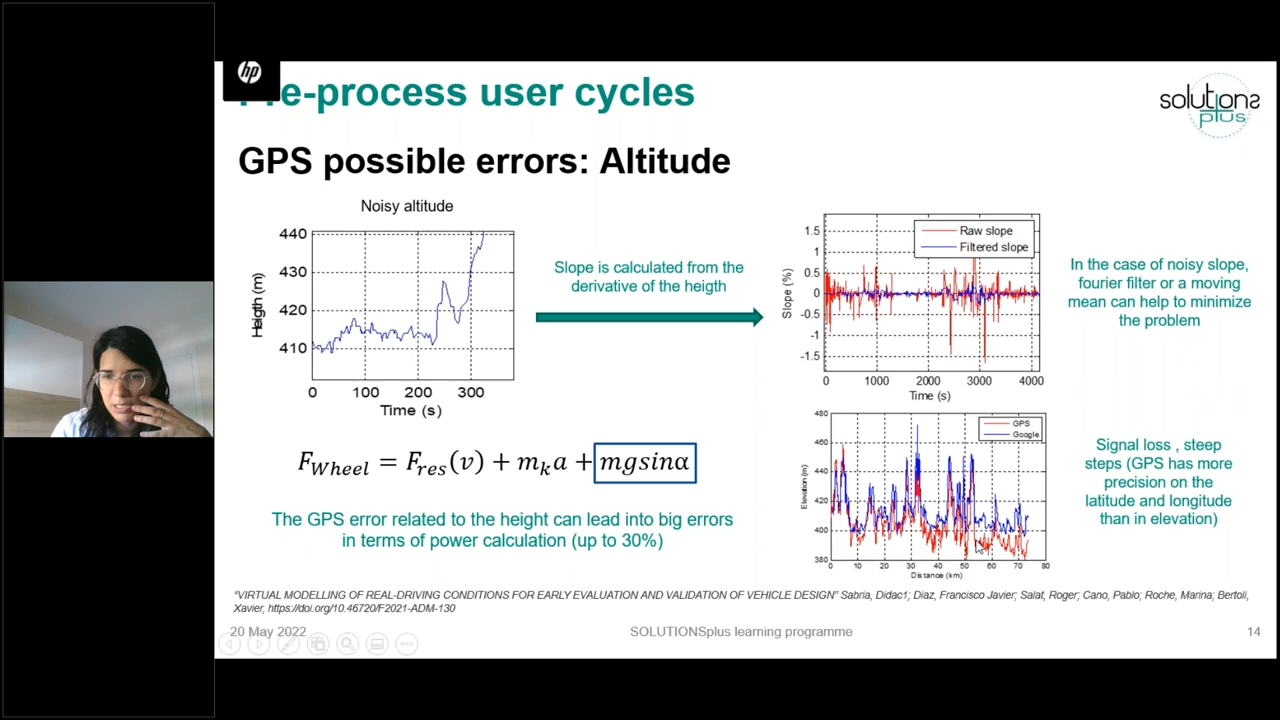 hp
e-process user cycles
solutions
plus
GPS possible errors: Altitude
Noisy altitude
440
430
420
410
Heigth (m)
0 100 200 300
Time (s)
Slope is calculated from the
derivative of the heigth
1.5
1
0.5
0
-0.5
-1
-1.5
Slope (%)
Raw slope
Filtered slope
0 1000 2000 3000 4000
Time (s)
In the case of noisy slope,
fourier filter or a moving
mean can help to minimize
the problem
F_Wheel = F_res(v) + m_k a + mgsinα
The GPS error related to the height can lead into big errors
in terms of power calculation (up to 30%)
480
460
440
420
400
380
Elevation (m)
GPS
Google
0 10 20 30 40 50 60 70 80
Distance (km)
Signal loss , steep
steps (GPS has more
precision on the
latitude and longitude
than in elevation)
“VIRTUAL MODELLING OF REAL-DRIVING CONDITIONS FOR EARLY EVALUATION AND VALIDATION OF VEHICLE DESIGN” Sabria, Didac1; Diaz, Francisco Javier; Salat, Roger; Cano, Pablo; Roche, Marina; Bertoli,
Xavier, https://doi.org/10.46720/F2021-ADM-130
20 May 2022
SOLUTIONSplus learning programme
14